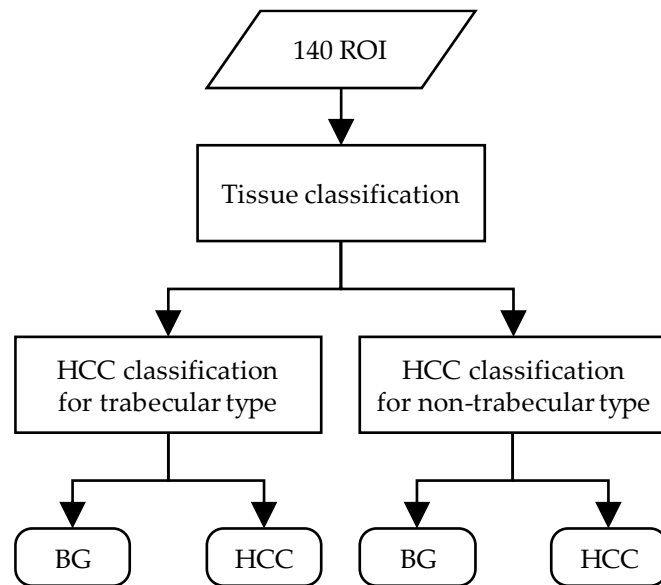 140 ROI
Tissue classification
HCC classification
for trabecular type
HCC classification
for non-trabecular type
BG
HCC
BG
HCC